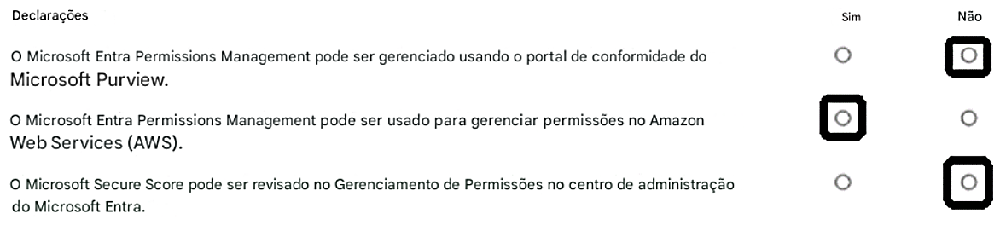 Declarações Sim Não
O Microsoft Entra Permissions Management pode ser gerenciado usando o portal de conformidade do
Microsoft Purview.
O Microsoft Entra Permissions Management pode ser usado para gerenciar permissões no Amazon
Web Services (AWS).
O Microsoft Secure Score pode ser revisado no Gerenciamento de Permissões no centro de administração
do Microsoft Entra.